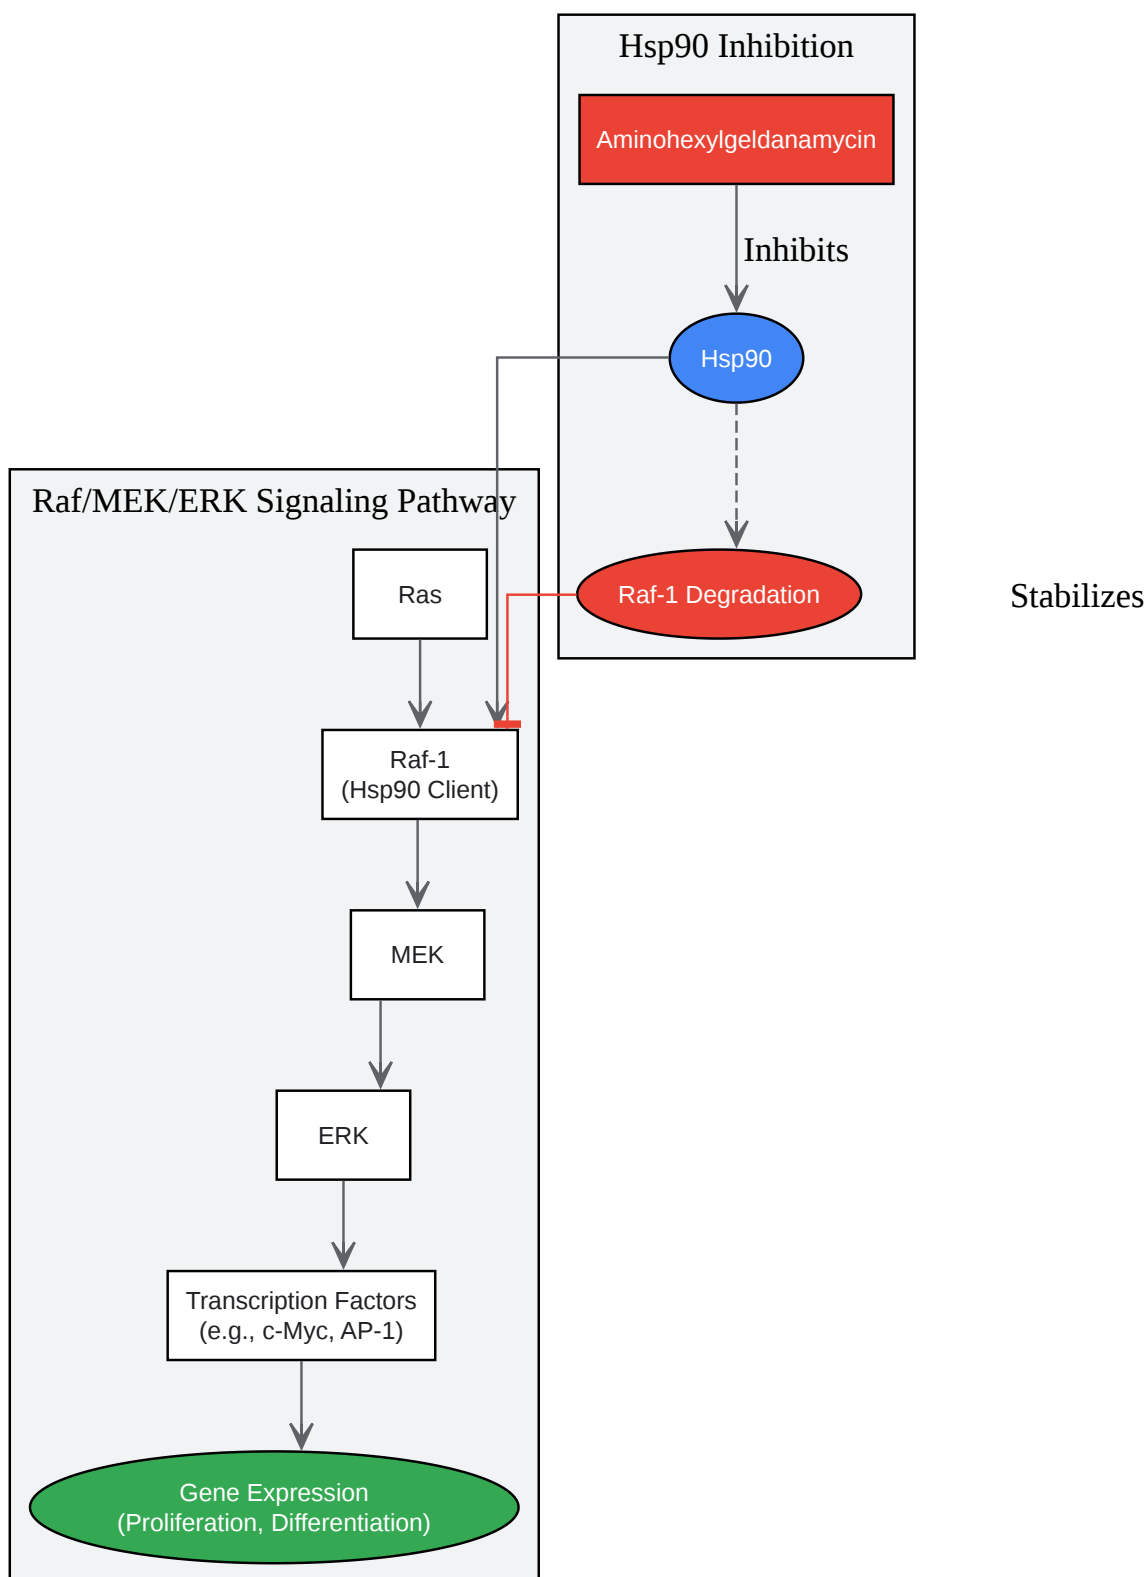 Hsp90 Inhibition
Aminohexylgeldanamycin
Inhibits
Hsp90
Raf/MEK/ERK Signaling Pathway
Ras
Raf-1 Degradation
Stabilizes
Raf-1
(Hsp90 Client)
MEK
ERK
Transcription Factors
(e.g., c-Myc, AP-1)
Gene Expression
(Proliferation, Differentiation)